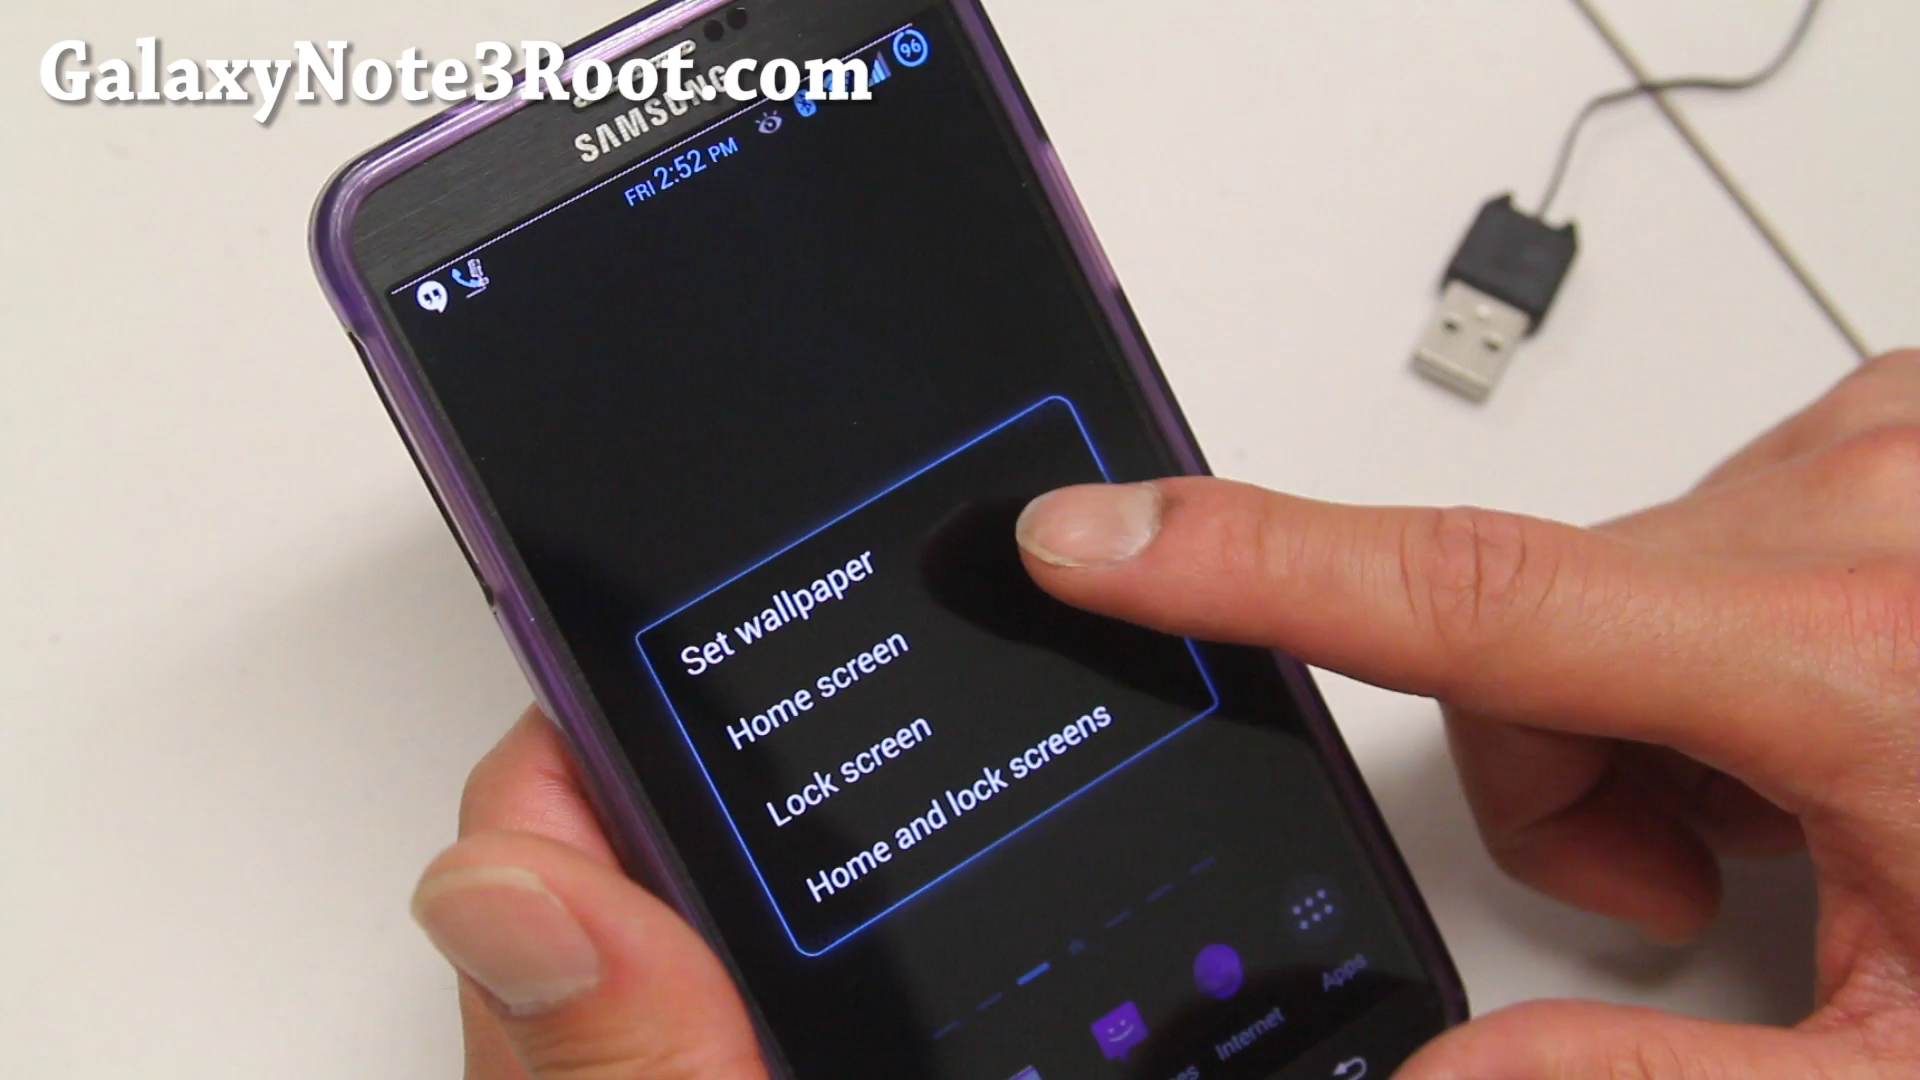 GalaxyNote3Root.com
SAMSUNG
96
FRI 2:52 PM
Set wallpaper
Home screen
Lock screen
Home and lock screens
Apps
Internet